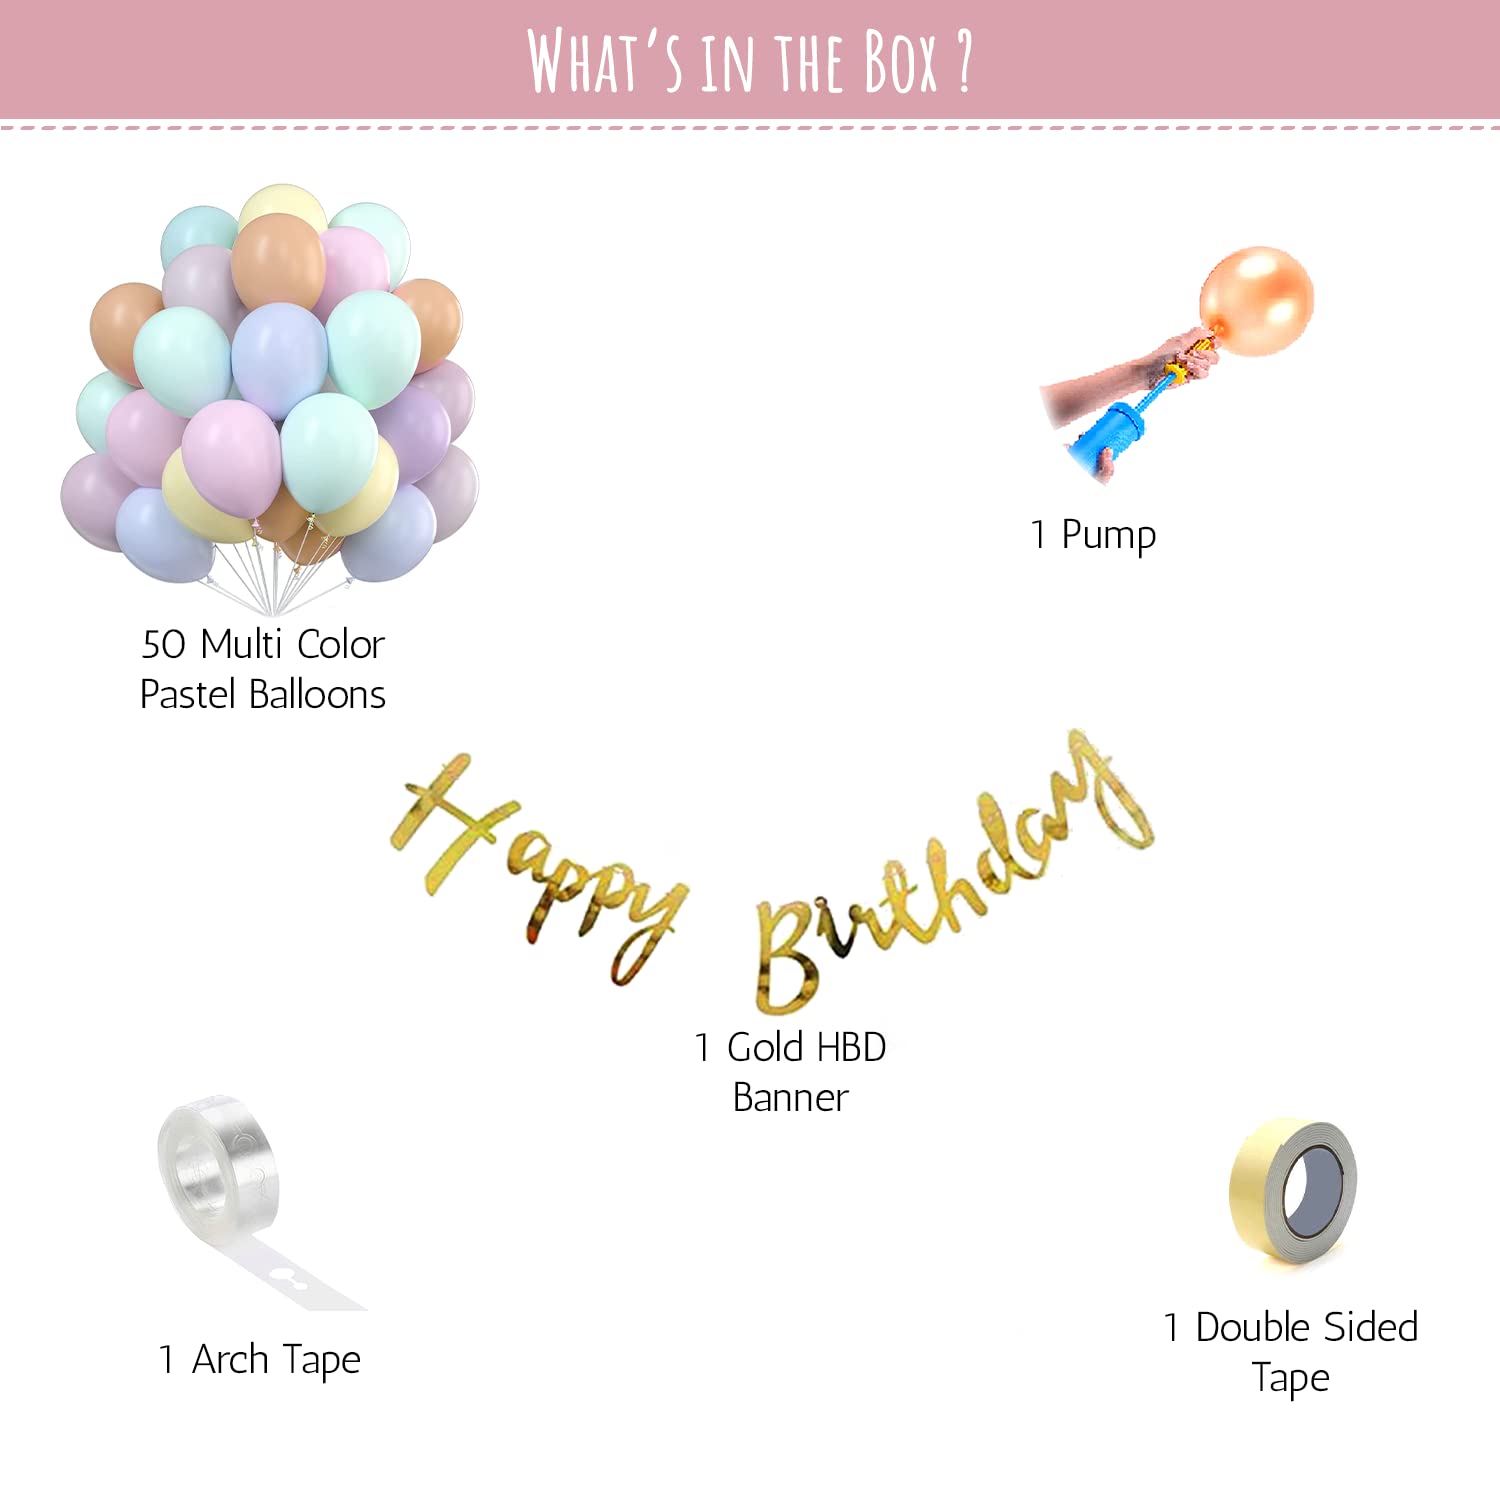 WHAT'S IN THE BOX ?
50 Multi Color
Pastel Balloons
1 Pump
Happy Birthday
1 Gold HBD
Banner
1 Arch Tape
1 Double Sided
Tape